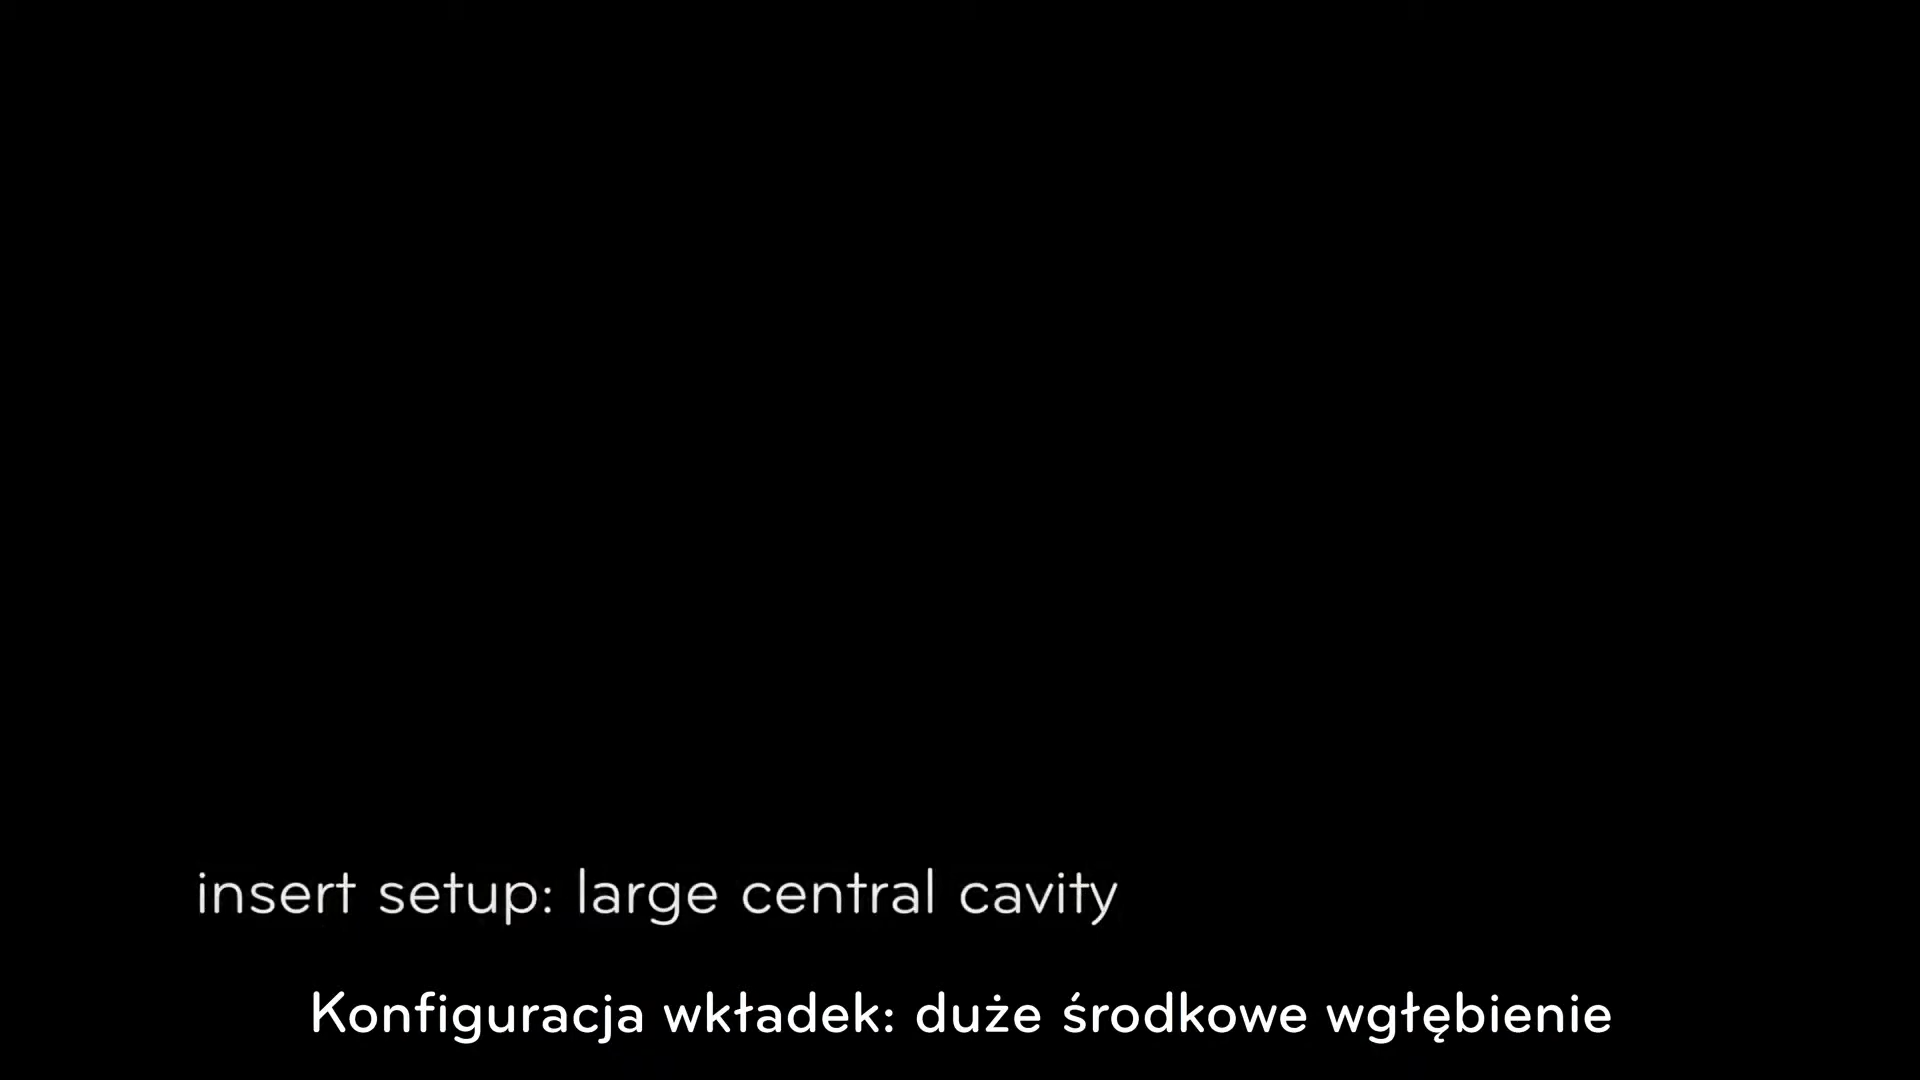 insert setup: large central cavity
Konfiguracja wkładek: duże środkowe wgłębienie